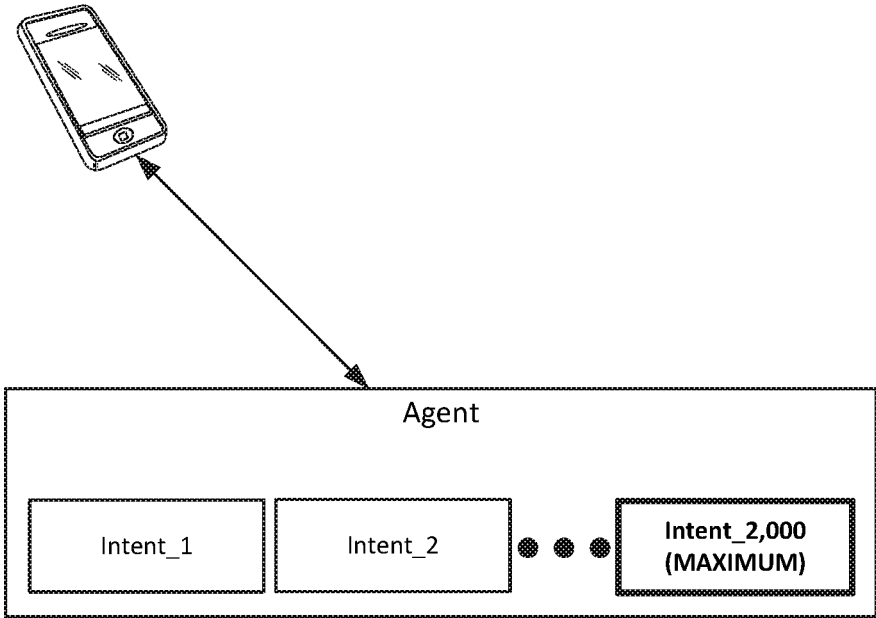 Agent
Intent_1
Intent_2
Intent_2,000
(MAXIMUM)